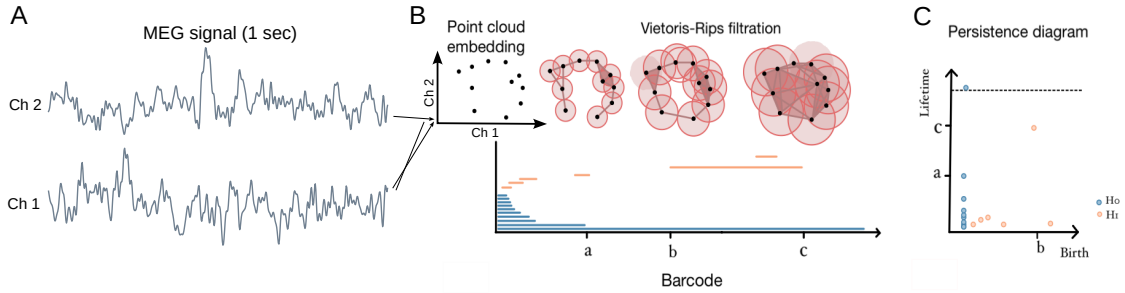 A
MEG signal (1 sec)
Ch 2
Ch 1
B
Point cloud
embedding
Vietoris-Rips filtration
Ch 2
Ch 1
a
b
c
Barcode
C
Persistence diagram
Lifetime
c
a
b
Birth
H0
H1